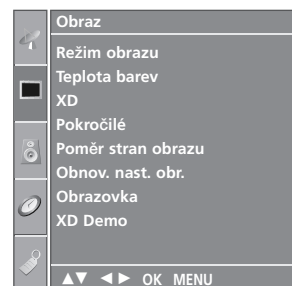 Obraz
Režim obrazu
Teplota barev
XD
Pokročilé
Poměr stran obrazu
Obnov. nast. obr.
Obrazovka
XD Demo
▲▼ ◄► OK MENU